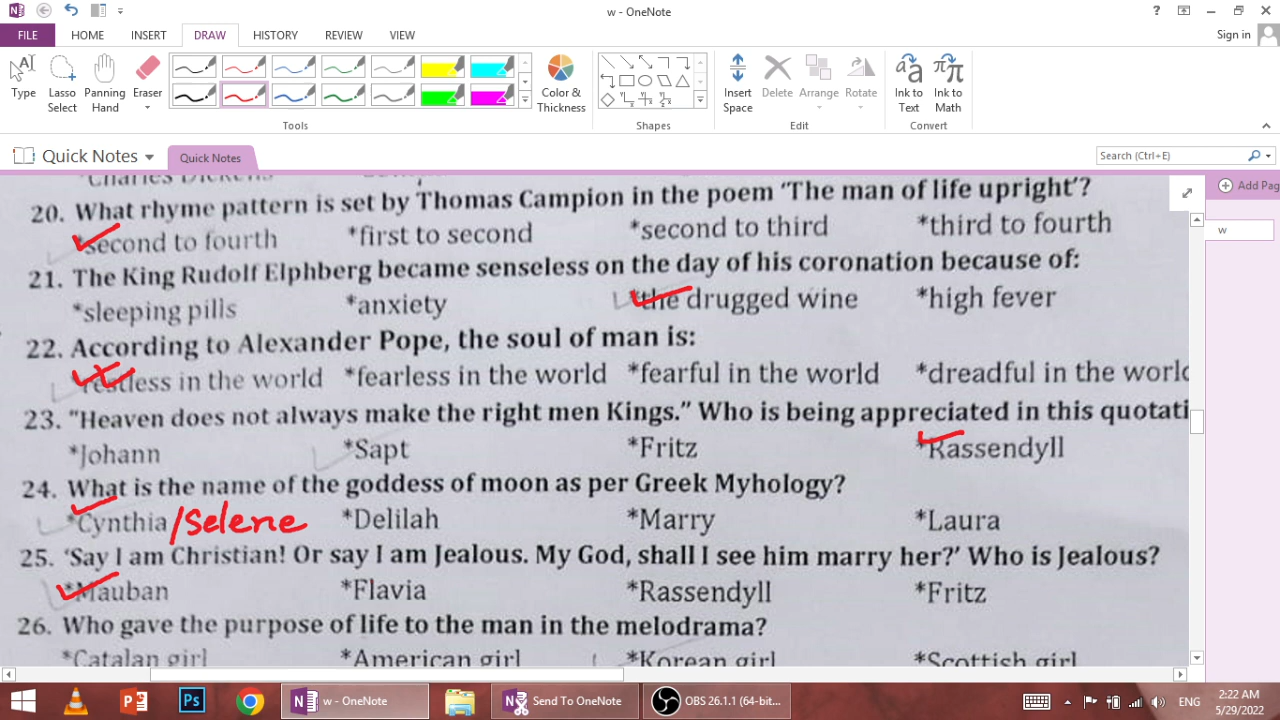 w - OneNote
FILE HOME INSERT DRAW HISTORY REVIEW VIEW Sign in
Type Lasso Select Panning Hand Eraser Color & Thickness Insert Space Delete Arrange Rotate Ink to Text Ink to Math
Tools Shapes Edit Convert
Quick Notes Quick Notes Search (Ctrl+E)
Add Pag
w
*Charles Dickens
20. What rhyme pattern is set by Thomas Campion in the poem 'The man of life upright'?
*second to fourth *first to second *second to third *third to fourth
21. The King Rudolf Elphberg became senseless on the day of his coronation because of:
*sleeping pills *anxiety *the drugged wine *high fever
22. According to Alexander Pope, the soul of man is:
*restless in the world *fearless in the world *fearful in the world *dreadful in the worlc
23. "Heaven does not always make the right men Kings." Who is being appreciated in this quotati
*Johann *Sapt *Fritz *Rassendyll
24. What is the name of the goddess of moon as per Greek Myhology?
*Cynthia /Selene *Delilah *Marry *Laura
25. 'Say I am Christian! Or say I am Jealous. My God, shall I see him marry her?' Who is Jealous?
*Mauban *Flavia *Rassendyll *Fritz
26. Who gave the purpose of life to the man in the melodrama?
*Catalan girl *American girl *Korean girl *Scottish girl
w - OneNote Send To OneNote OBS 26.1.1 (64-bit... ENG 2:22 AM
5/29/2022